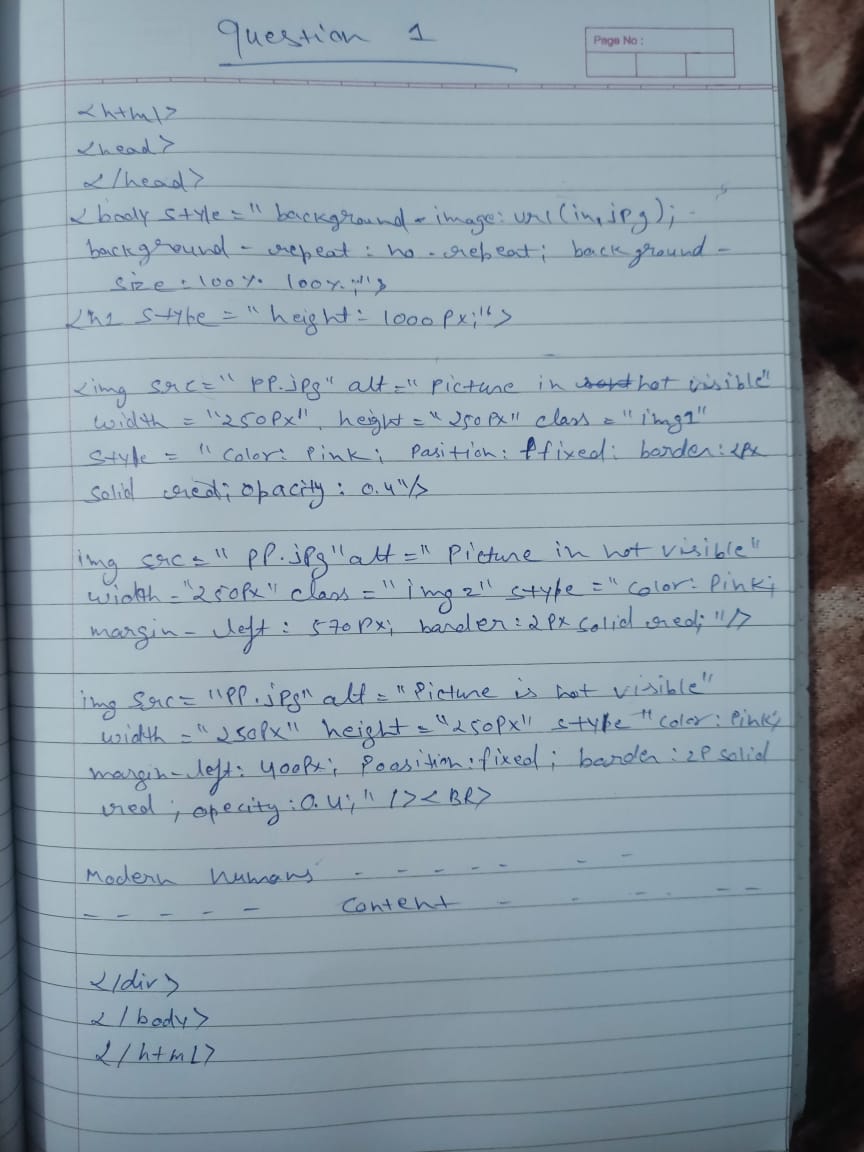 Question 1
Page No :
<html>
<head>
</head>
<body style=" background-image: url(in.jpg);
background-repeat: no-repeat; background-
size: 100% 100%;">
<h1 style=" height: 1000px;">
<img src=" pp.jpg" alt=" picture in not visible"
width = "250px" height = "250px" class = "img1"
style = " color: pink; pasition: fixed: border: 2px
solid red; opacity: 0.4"/>
img src=" pp.jpg" alt=" picture in not visible"
width="250px" class="img2" style=" color: pink;
margin-left: 570px; barder: 2px solid red; "/>
img src= "pp.jpg" alt = "picture is not visible"
width = "250px" height = "250px" style " color: pink;
margin-left: 400px; poasition: fixed; barder: 2p solid
red; opecity: 0.4;" /><BR>
Modern humans - - - - - - -
- - - - - Content - - - - - -
</div>
</body>
</html>